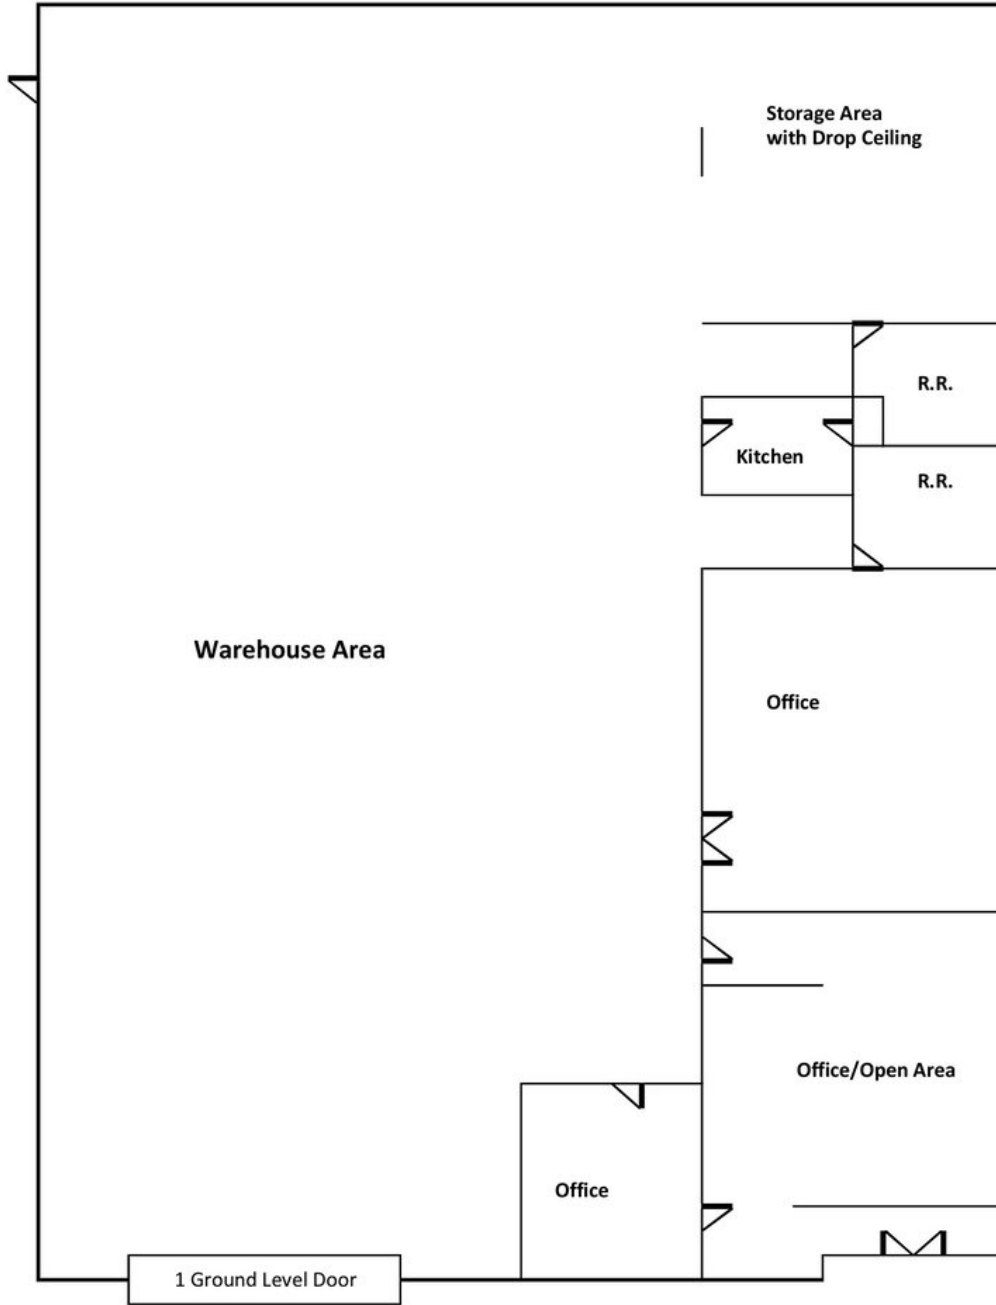 Storage Area
with Drop Ceiling
R.R.
Kitchen
R.R.
Warehouse Area
Office
Office/Open Area
Office
1 Ground Level Door